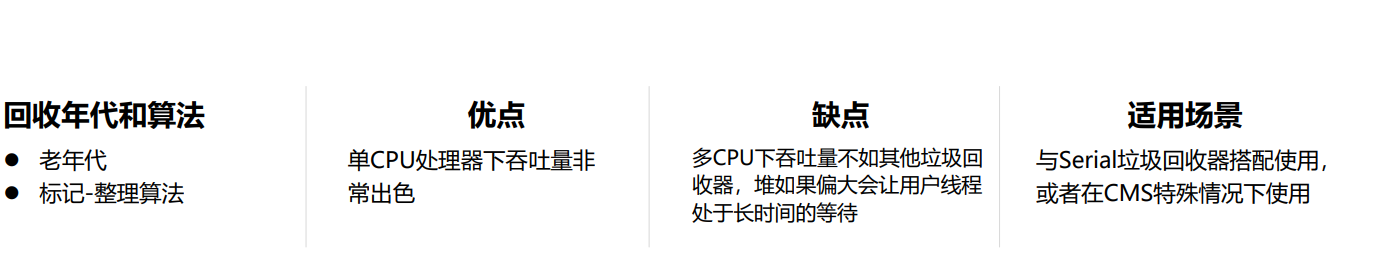 回收年代和算法
● 老年代
● 标记-整理算法
优点
单CPU处理器下吞吐量非
常出色
缺点
多CPU下吞吐量不如其他垃圾回
收器，堆如果偏大会让用户线程
处于长时间的等待
适用场景
与Serial垃圾回收器搭配使用，
或者在CMS特殊情况下使用